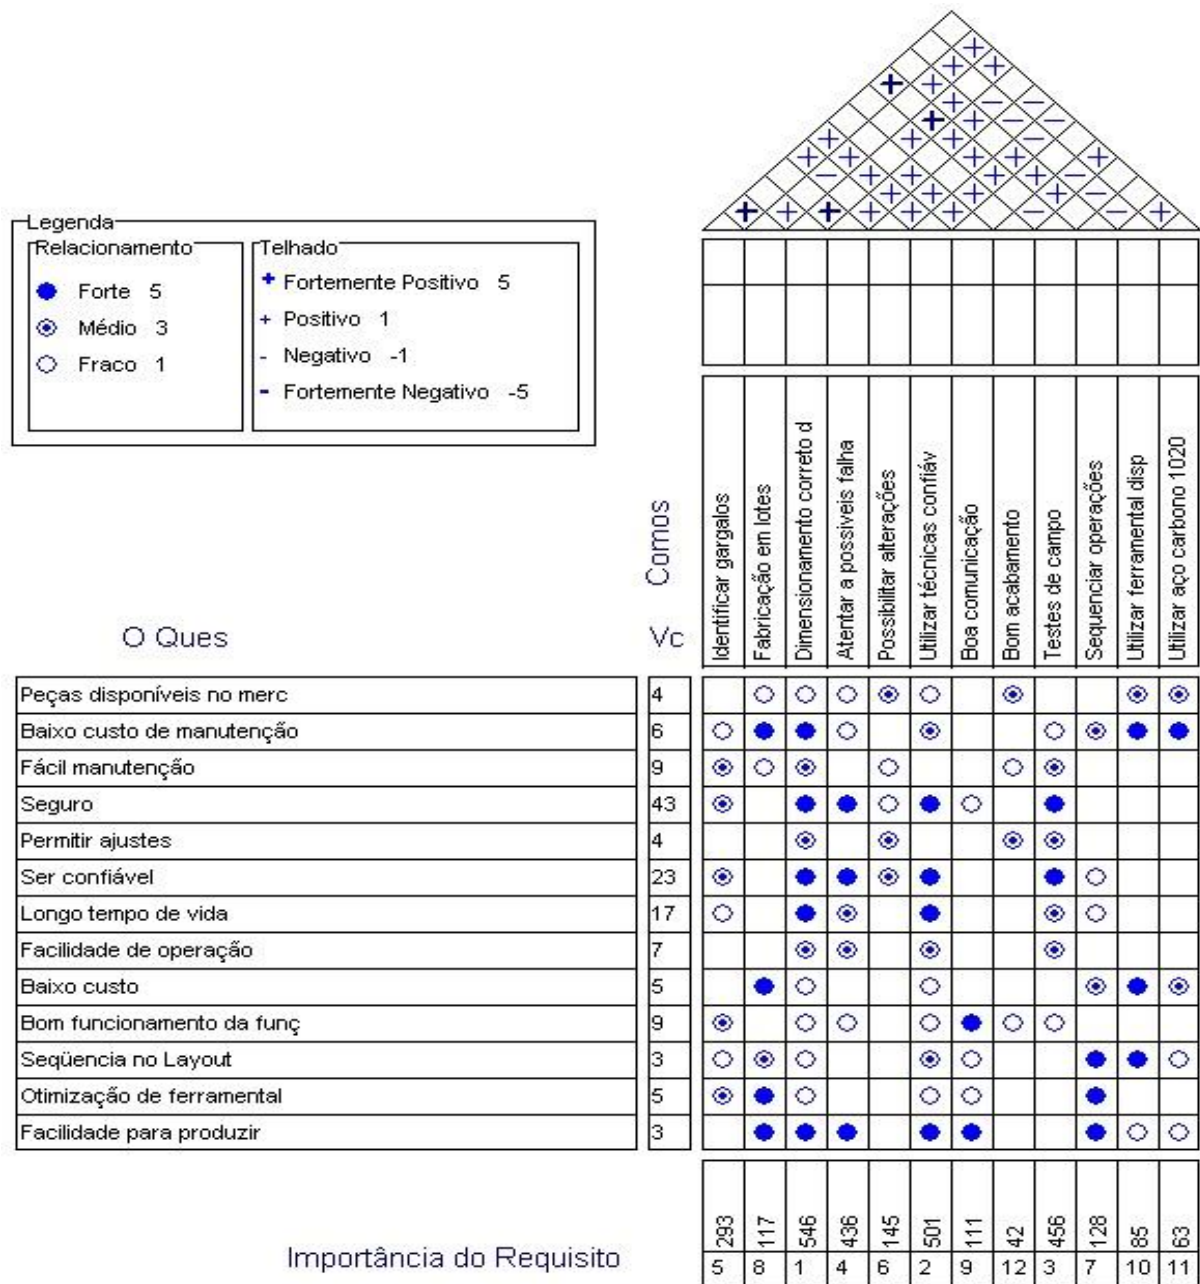 Legenda
Relacionamento
Forte 5
Médio 3
Fraco 1
Telhado
+ Fortemente Positivo 5
+ Positivo 1
- Negativo -1
- Fortemente Negativo -5
O Ques
Vc
Comos
Identificar gargalos
Fabricação em lotes
Dimensionamento correto d
Atentar a possiveis falha
Possibilitar alterações
Utilizar técnicas confiáv
Boa comunicação
Bom acabamento
Testes de campo
Sequenciar operações
Utilizar ferramental disp
Utilizar aço carbono 1020
Peças disponíveis no merc 4
Baixo custo de manutenção 6
Fácil manutenção 9
Seguro 43
Permitir ajustes 4
Ser confiável 23
Longo tempo de vida 17
Facilidade de operação 7
Baixo custo 5
Bom funcionamento da funç 9
Seqüencia no Layout 3
Otimização de ferramental 5
Facilidade para produzir 3
Importância do Requisito
293 117 546 436 145 501 111 42 456 128 85 63
5 8 1 4 6 2 9 12 3 7 10 11